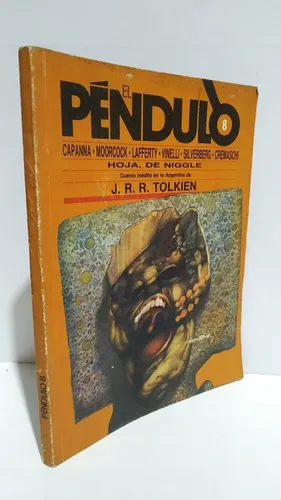 EL
PÉNDULO
8
CAPANNA • MOORCOCK • LAFFERTY • VINELLI • SILVERBERG • CREMASCHI
HOJA, DE NIGGLE
Cuento inédito en la Argentina de
J. R. R. TOLKIEN
PENDULO 8